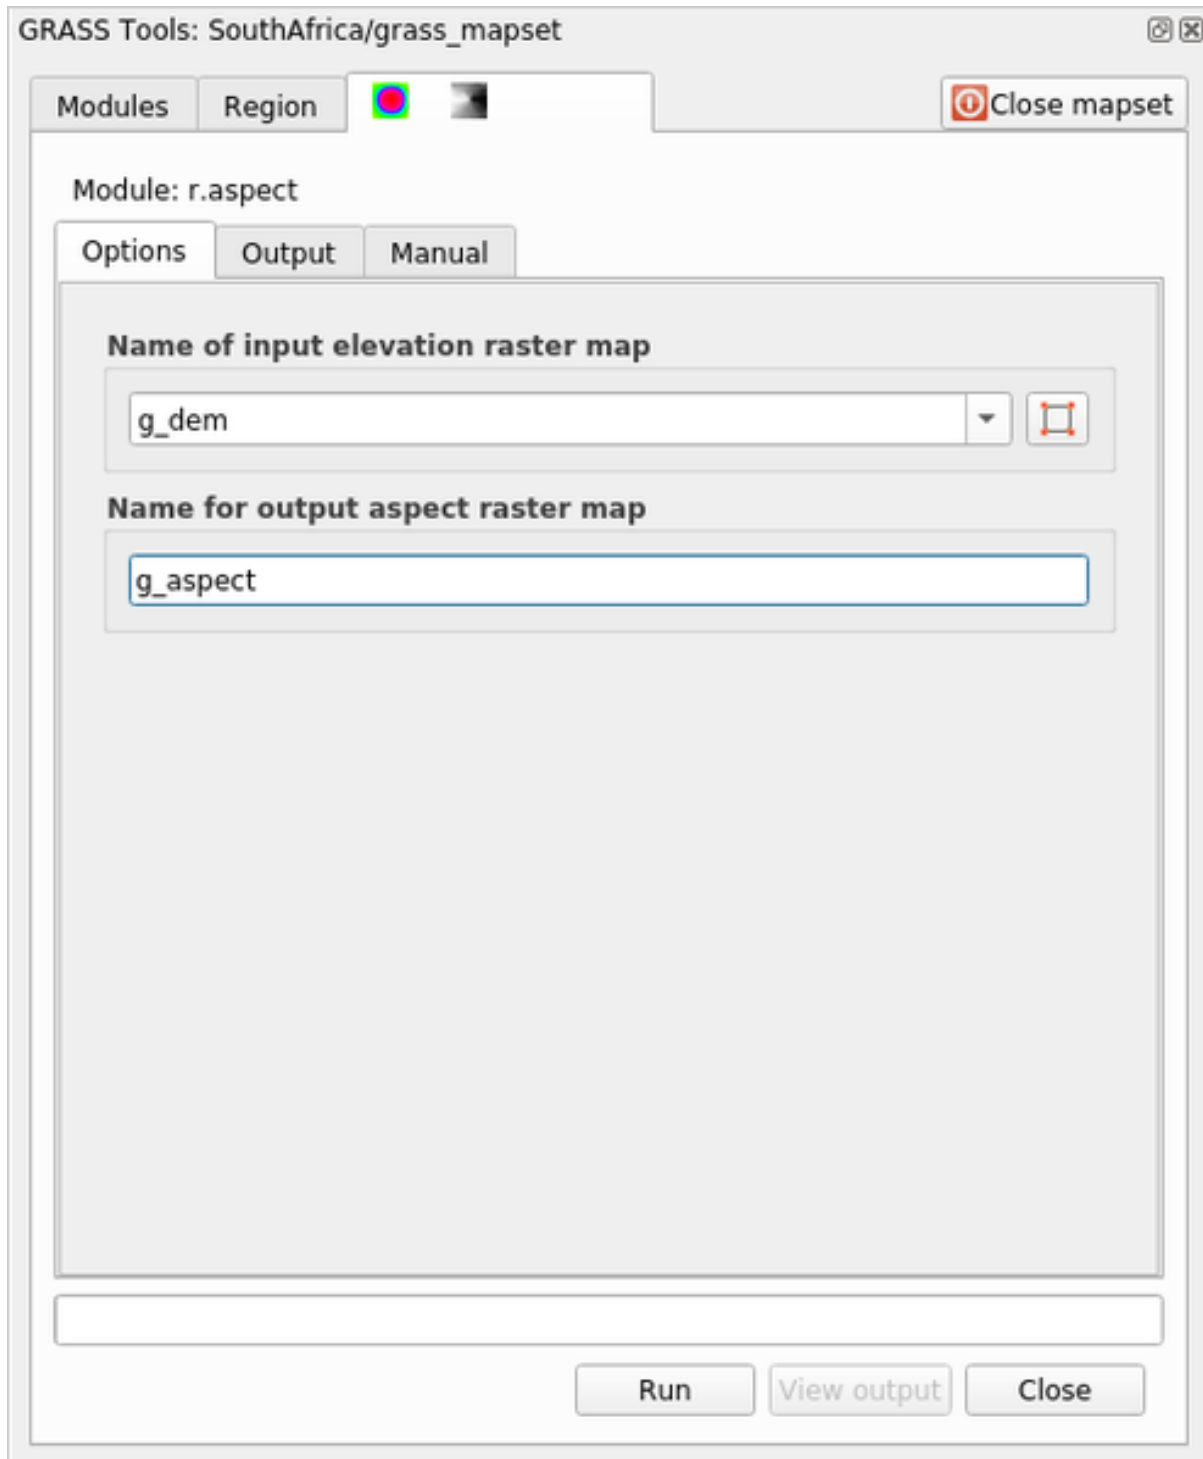 GRASS Tools: SouthAfrica/grass_mapset
Modules Region Close mapset
Module: r.aspect
Options Output Manual
Name of input elevation raster map
g_dem
Name for output aspect raster map
g_aspect
Run View output Close